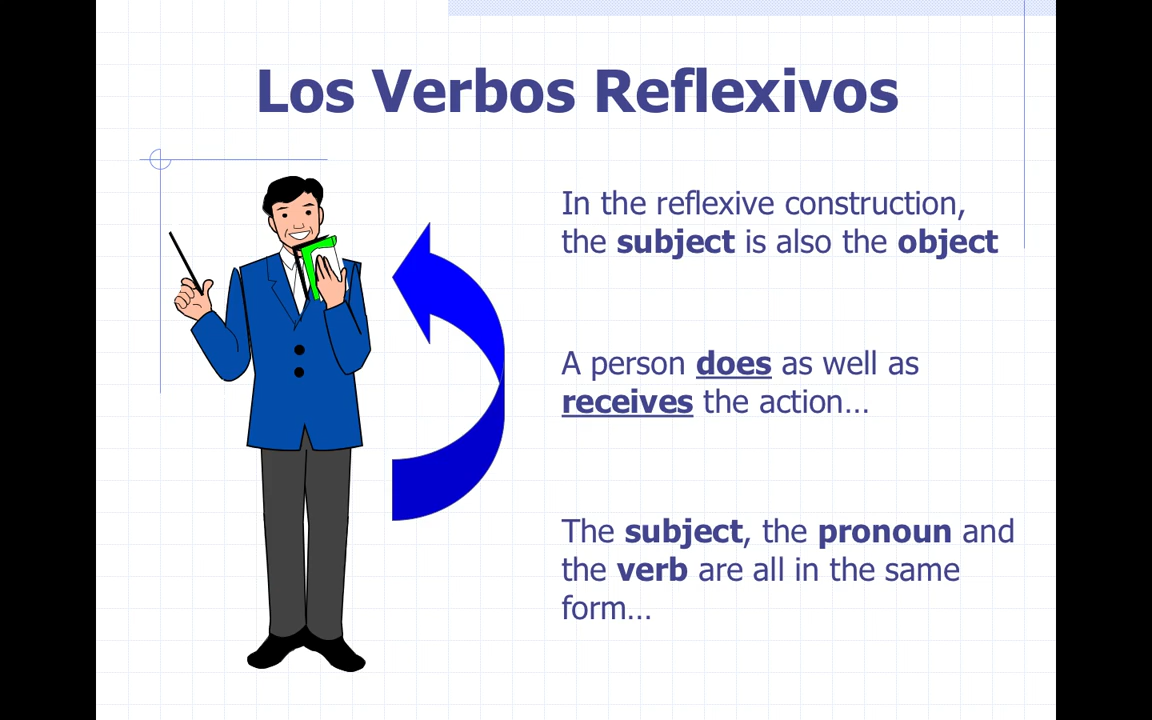 Los Verbos Reflexivos
In the reflexive construction,
the subject is also the object
A person does as well as
receives the action…
The subject, the pronoun and
the verb are all in the same
form…